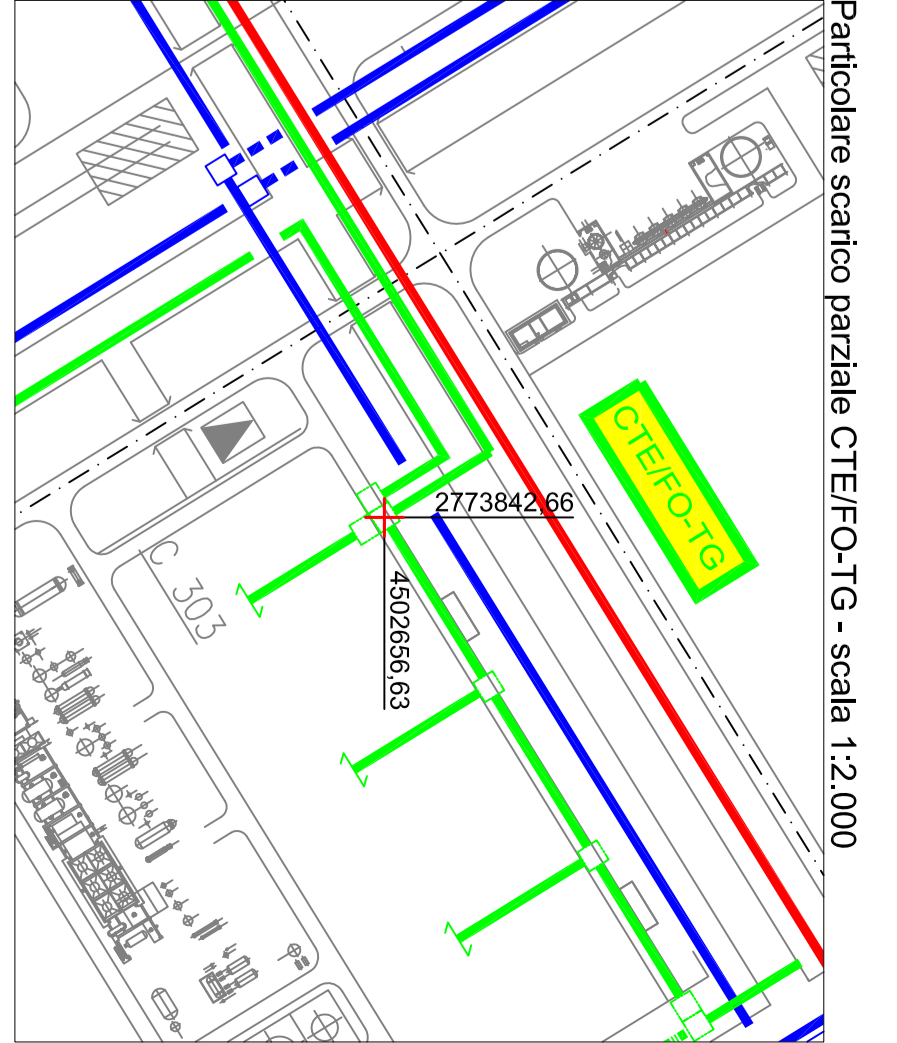 Particolare scarico parziale CTE/FO-TG - scala 1:2.000
CTE/FO-TG
2773842,66
4502656,63
C 303